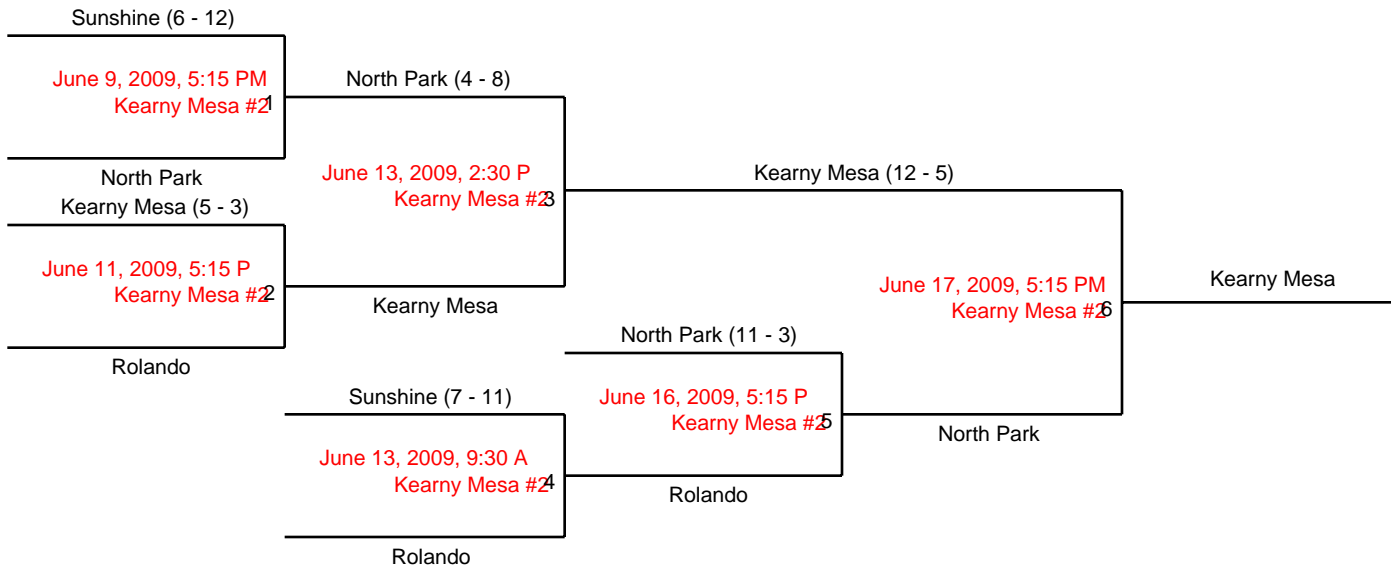 Sunshine (6 - 12)
June 9, 2009, 5:15 PM
Kearny Mesa #2
1
North Park
North Park (4 - 8)
Kearny Mesa (5 - 3)
June 11, 2009, 5:15 P
Kearny Mesa #2
2
Rolando
June 13, 2009, 2:30 P
Kearny Mesa #2
3
Kearny Mesa
Kearny Mesa (12 - 5)
Sunshine (7 - 11)
June 13, 2009, 9:30 A
Kearny Mesa #2
4
Rolando
North Park (11 - 3)
June 16, 2009, 5:15 P
Kearny Mesa #2
5
Rolando
June 17, 2009, 5:15 PM
Kearny Mesa #2
6
North Park
Kearny Mesa